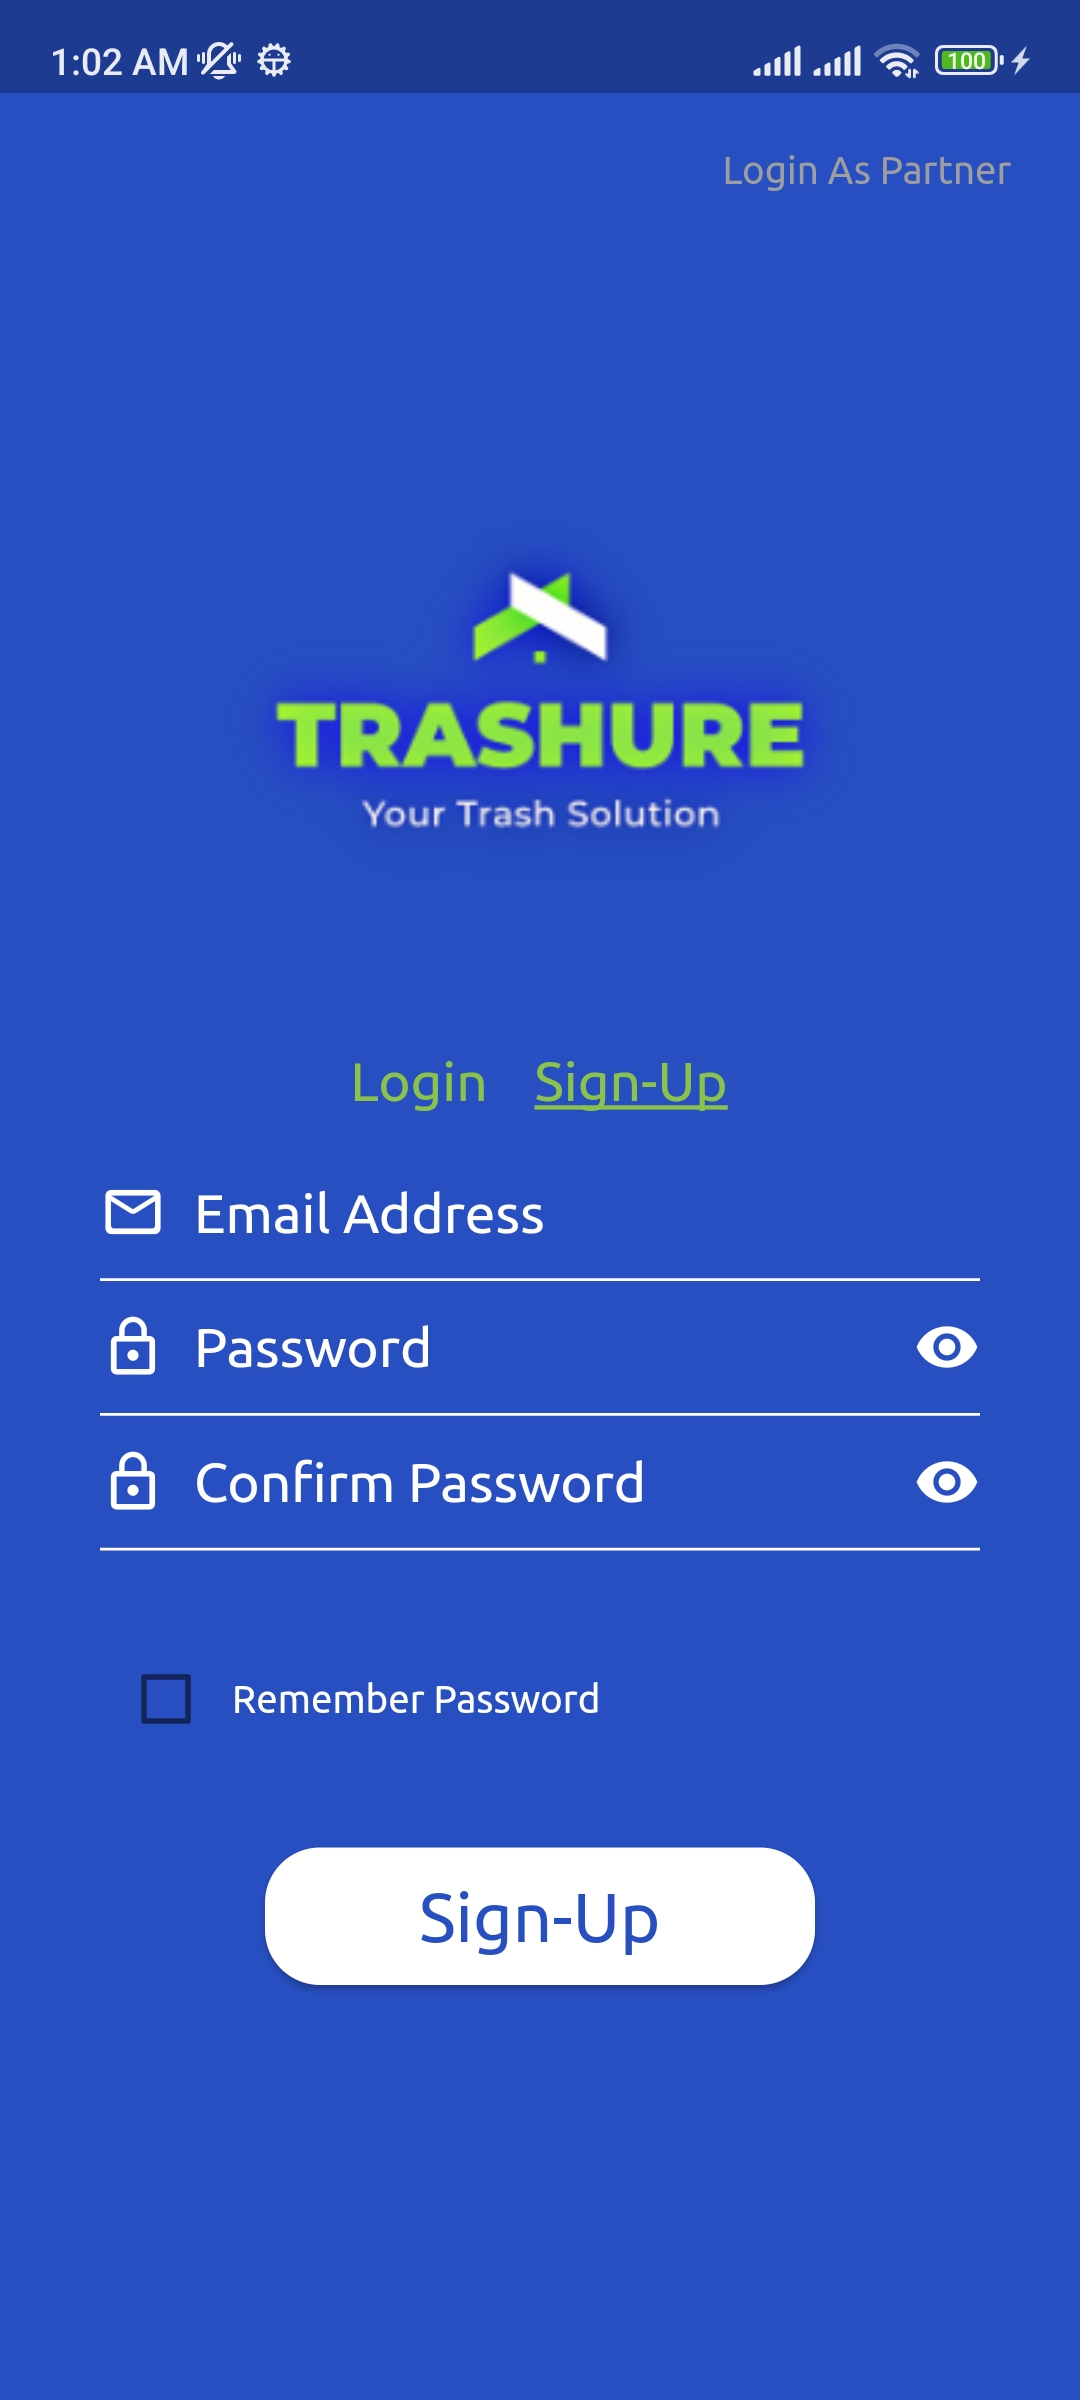 1:02 AM 100
Login As Partner
TRASHURE
Your Trash Solution
Login Sign-Up
Email Address
Password
Confirm Password
Remember Password
Sign-Up